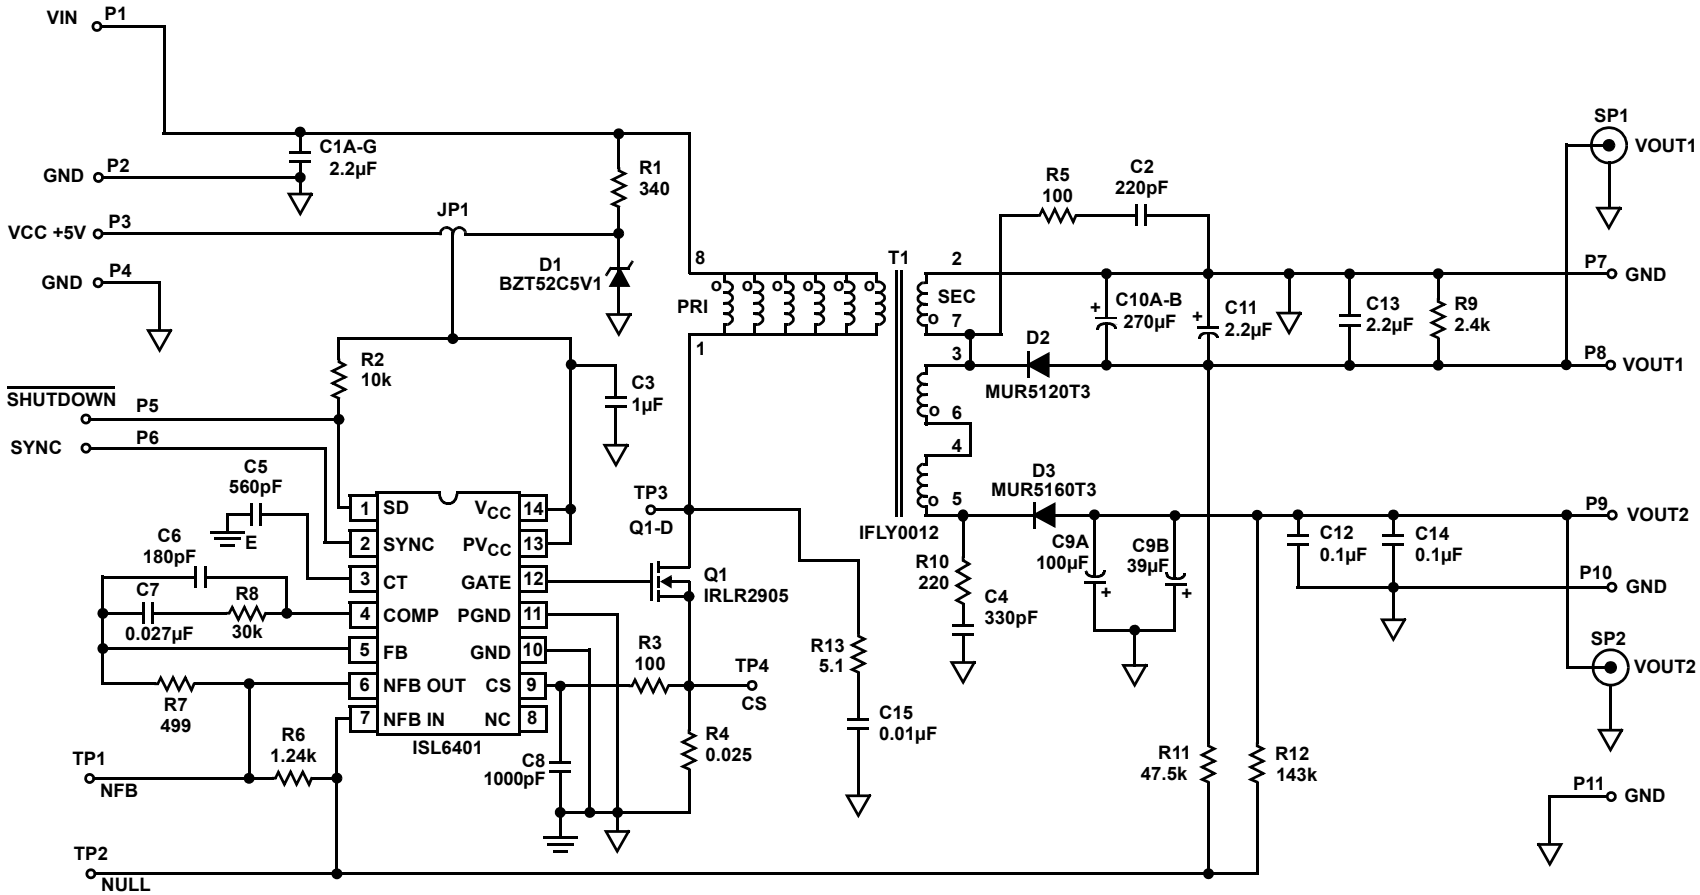 VIN P1
C1A-G
2.2µF
GND P2
VCC +5V P3
JP1
GND P4
R1
340
D1
BZT52C5V1
R2
10k
C3
1µF
SHUTDOWN P5
SYNC P6
C5
560pF
E
C6
180pF
C7
0.027µF
R8
30k
R7
499
R6
1.24k
TP1
NFB
TP2
NULL
1 SD
2 SYNC
3 CT
4 COMP
5 FB
6 NFB OUT
7 NFB IN
VCC 14
PVCC 13
GATE 12
PGND 11
GND 10
CS 9
NC 8
ISL6401
C8
1000pF
R3
100
TP4
CS
R4
0.025
TP3
Q1-D
Q1
IRLR2905
R13
5.1
C15
0.01µF
8
PRI
1
T1
IFLY0012
2
SEC
7
3
6
4
5
R5
100
C2
220pF
D2
MUR5120T3
D3
MUR5160T3
C10A-B
+
270µF
C11
+
2.2µF
C13
2.2µF
R9
2.4k
R10
220
C4
330pF
C9A
100µF
+
C9B
39µF
+
C12
0.1µF
C14
0.1µF
R11
47.5k
R12
143k
SP1
VOUT1
P7
GND
P8
VOUT1
P9
VOUT2
P10
GND
SP2
VOUT2
P11
GND